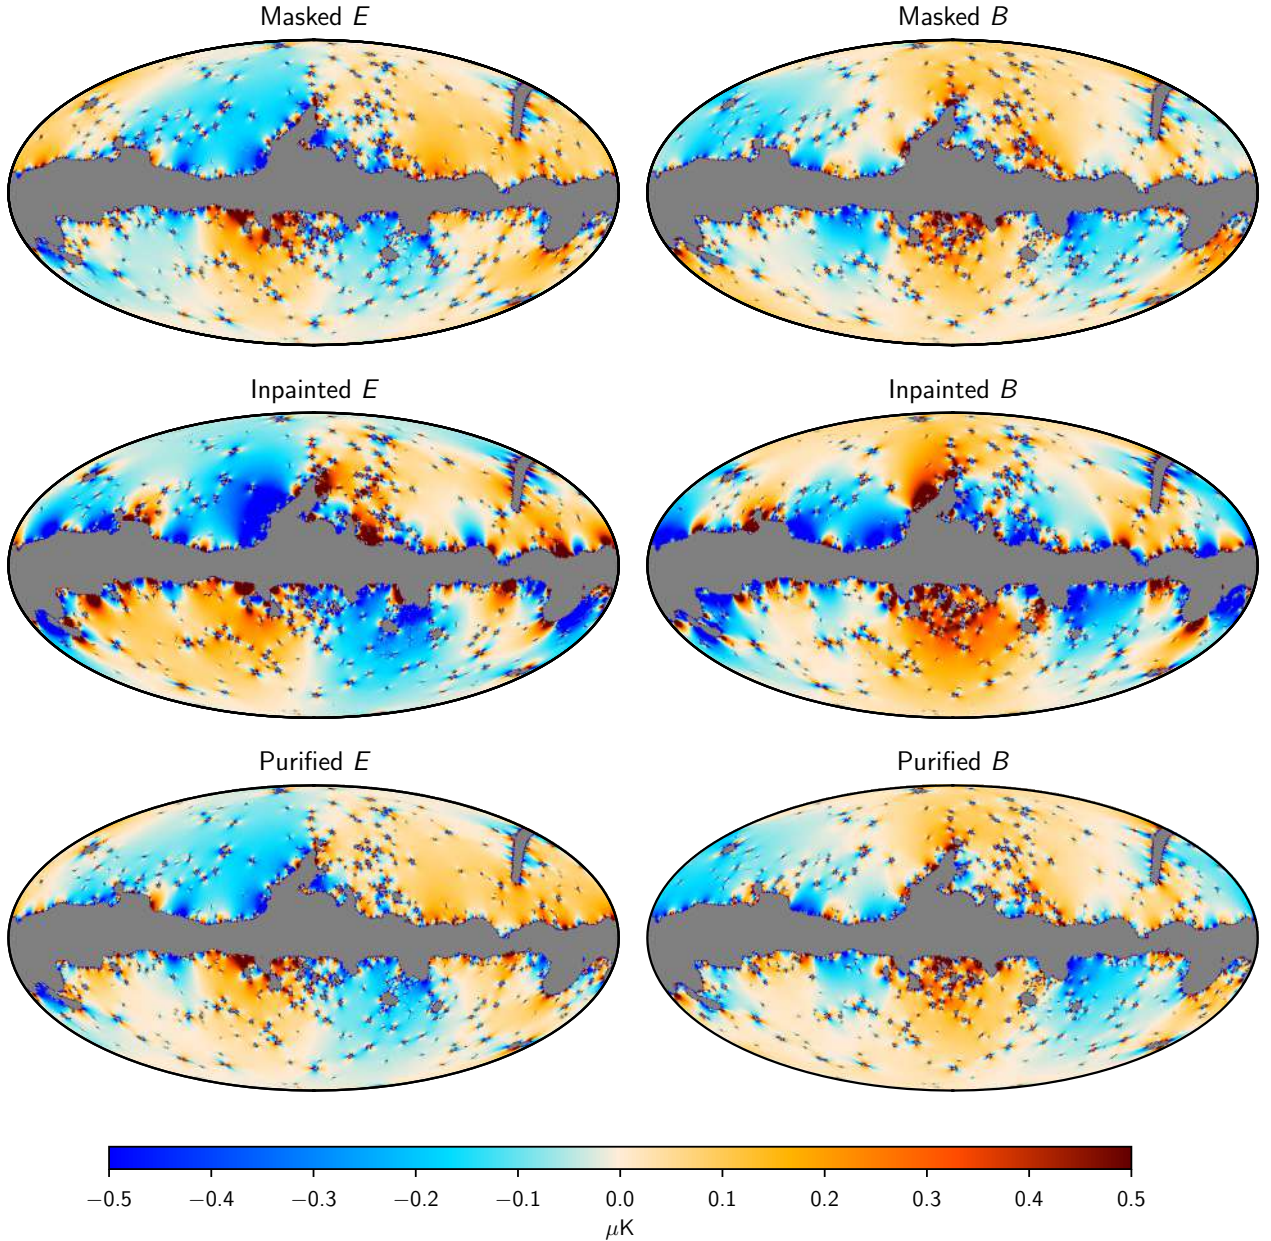 Masked E
Masked B
Inpainted E
Inpainted B
Purified E
Purified B
−0.5 −0.4 −0.3 −0.2 −0.1 0.0 0.1 0.2 0.3 0.4 0.5
μK